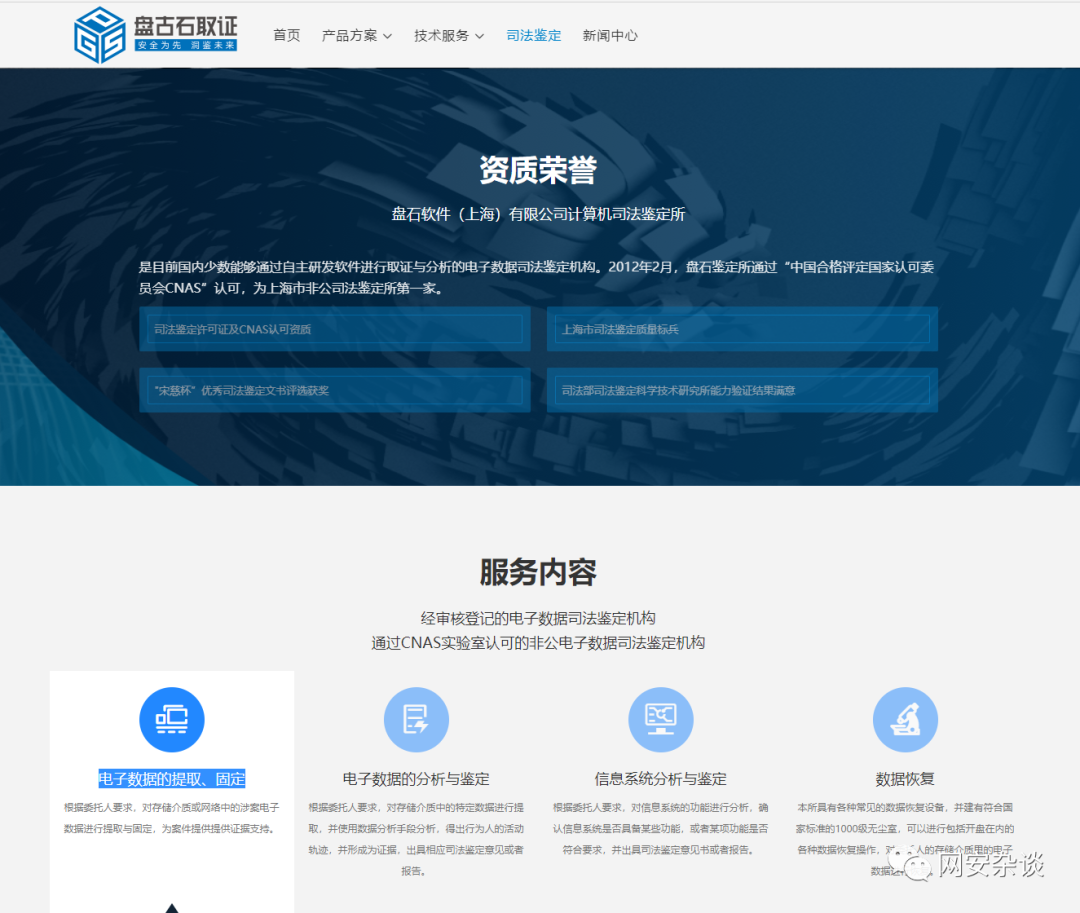 盘古石取证
安全为先 洞鉴未来
首页 产品方案 技术服务 司法鉴定 新闻中心
资质荣誉
盘石软件（上海）有限公司计算机司法鉴定所
是目前国内少数能够通过自主研发软件进行取证与分析的电子数据司法鉴定机构。2012年2月，盘石鉴定所通过“中国合格评定国家认可委
员会CNAS”认可，为上海市非公司法鉴定所第一家。
司法鉴定许可证及CNAS认可资质
上海市司法鉴定质量标兵
“宋慈杯”优秀司法鉴定文书评选获奖
司法部司法鉴定科学技术研究所能力验证结果满意
服务内容
经审核登记的电子数据司法鉴定机构
通过CNAS实验室认可的非公电子数据司法鉴定机构
电子数据的提取、固定
根据委托人要求，对存储介质或网络中的涉案电子
数据进行提取与固定，为案件提供提供证据支持。
电子数据的分析与鉴定
根据委托人要求，对存储介质中的特定数据进行提
取，并使用数据分析手段分析，得出行为人的活动
轨迹，并形成为证据，出具相应司法鉴定意见或者
报告。
信息系统分析与鉴定
根据委托人要求，对信息系统的功能进行分析，确
认信息系统是否具备某些功能，或者某项功能是否
符合要求，并出具司法鉴定意见书或者报告。
数据恢复
本所具有各种常见的数据恢复设备，并建有符合国
家标准的1000级无尘室，可以进行包括开盘在内的
各种数据恢复操作，对 人的存储介质里的电子
数据
网安杂谈